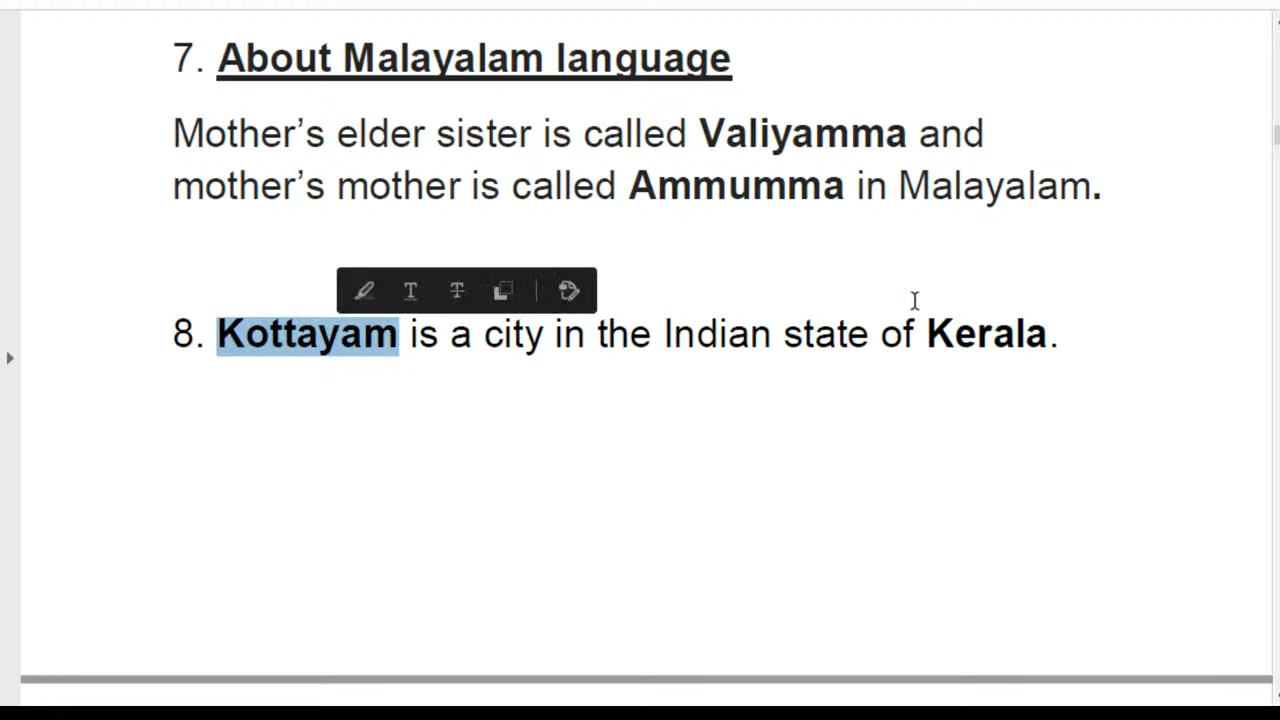 7. About Malayalam language
Mother’s elder sister is called Valiyamma and
mother’s mother is called Ammumma in Malayalam.
8. Kottayam is a city in the Indian state of Kerala.